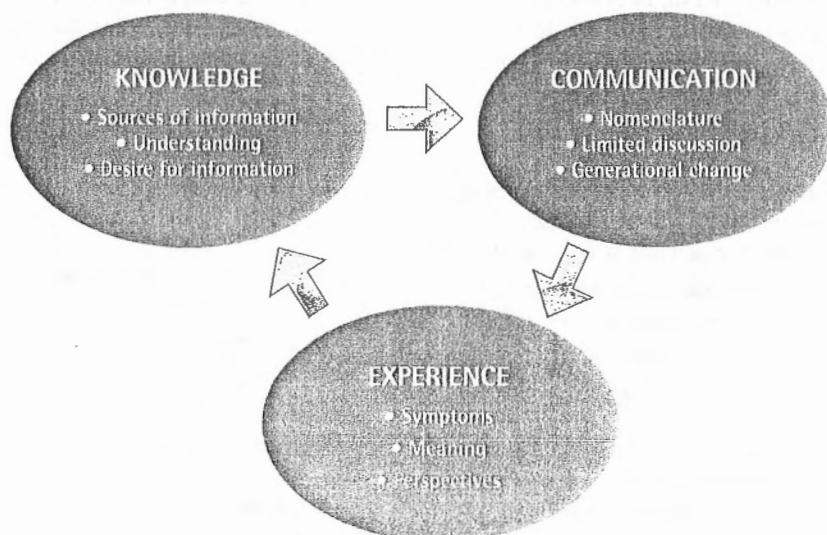 KNOWLEDGE
• Sources of information
• Understanding
• Desire for information
COMMUNICATION
• Nomenclature
• Limited discussion
• Generational change
EXPERIENCE
• Symptoms
• Meaning
• Perspectives